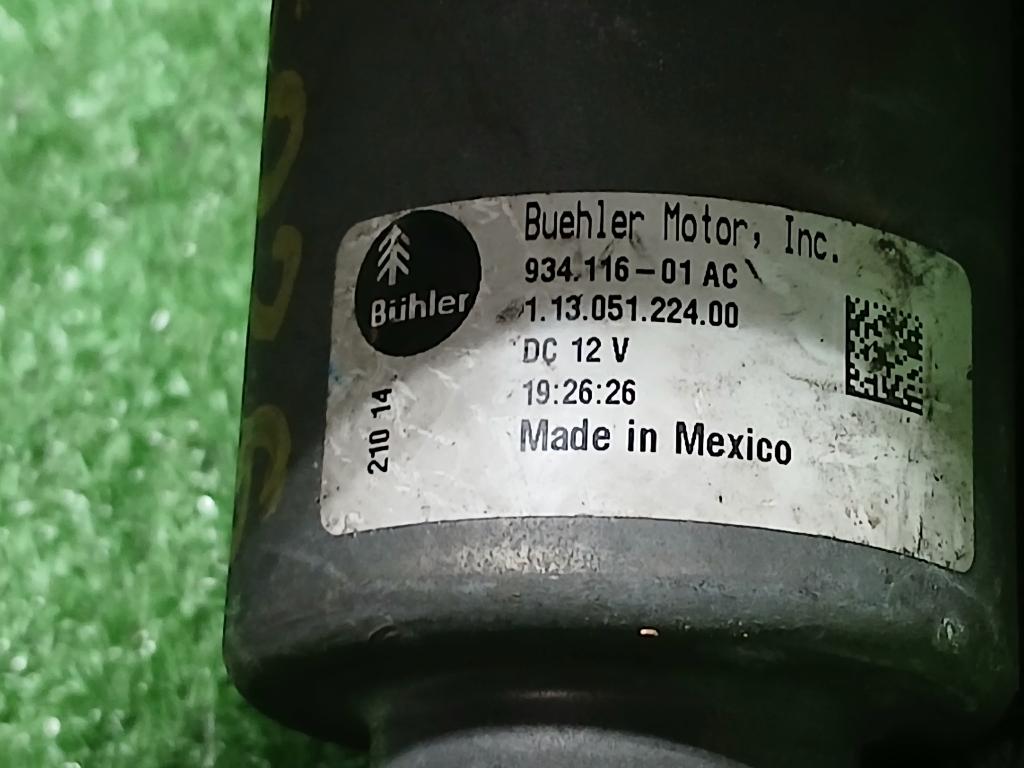 Bühler
Buehler Motor, Inc.
934.116-01 AC
1.13.051.224.00
DC 12 V
19:26:26
Made in Mexico
210 14